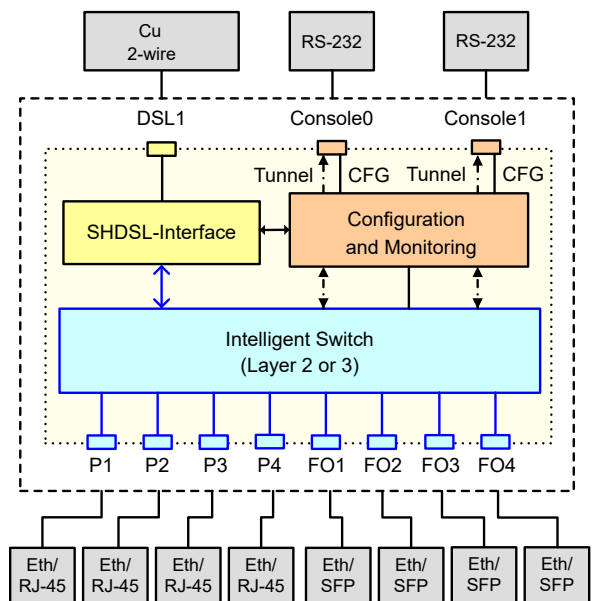 Cu
2-wire
RS-232
RS-232
DSL1
Console0
Console1
Tunnel
CFG
Tunnel
CFG
SHDSL-Interface
Configuration
and Monitoring
Intelligent Switch
(Layer 2 or 3)
P1
P2
P3
P4
FO1
FO2
FO3
FO4
Eth/
RJ-45
Eth/
RJ-45
Eth/
RJ-45
Eth/
RJ-45
Eth/
SFP
Eth/
SFP
Eth/
SFP
Eth/
SFP